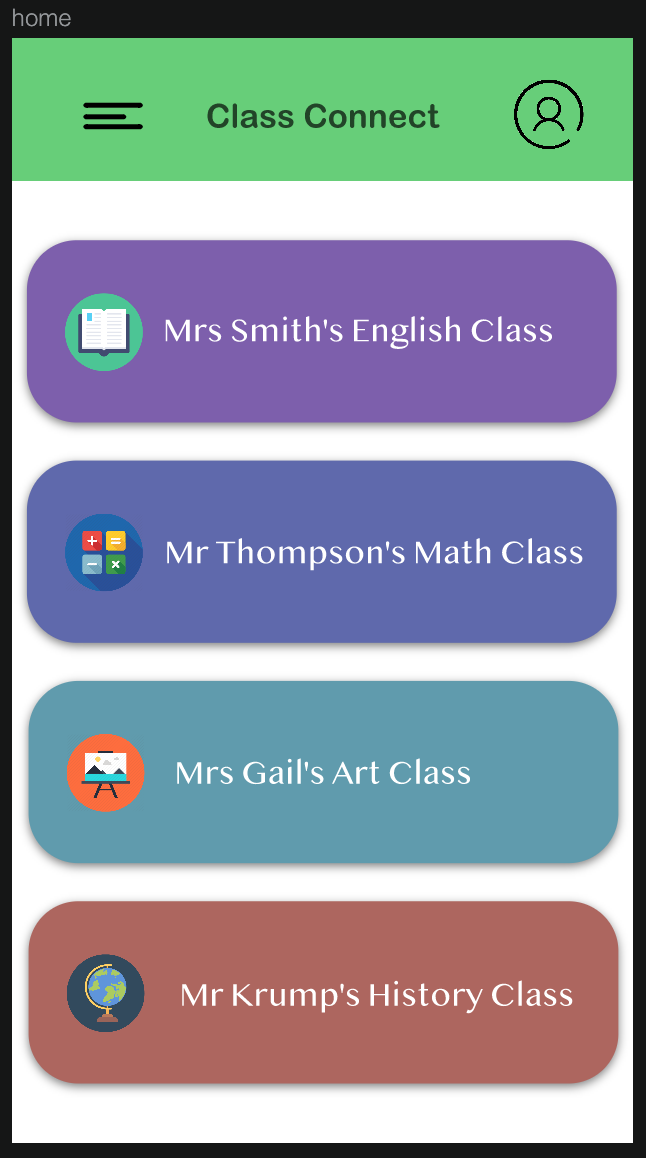 home
Class Connect
Mrs Smith's English Class
Mr Thompson's Math Class
Mrs Gail's Art Class
Mr Krump's History Class